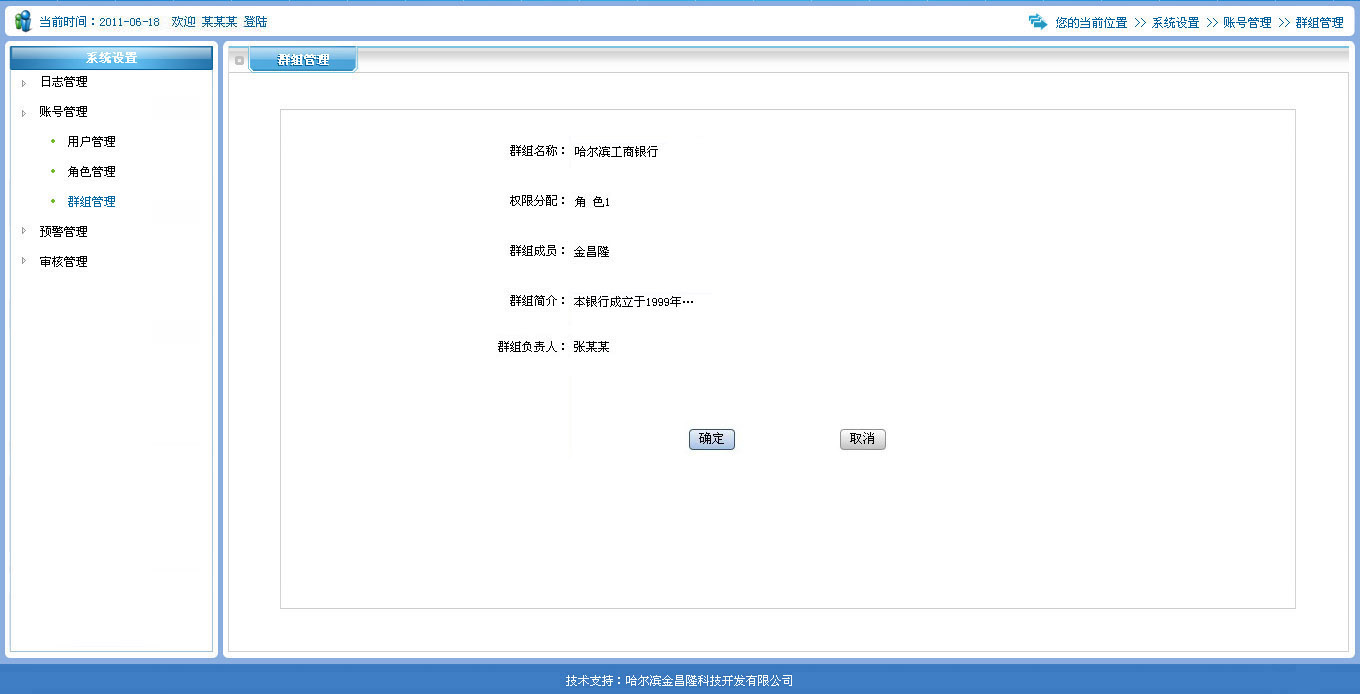 当前时间：2011-06-18 欢迎 某某某 登陆
您的当前位置 >> 系统设置 >> 账号管理 >> 群组管理
系统设置
日志管理
账号管理
用户管理
角色管理
群组管理
预警管理
审核管理
群组管理
群组名称： 哈尔滨工商银行
权限分配： 角 色1
群组成员： 金昌隆
群组简介： 本银行成立于1999年…
群组负责人： 张某某
确定 取消
技术支持：哈尔滨金昌隆科技开发有限公司